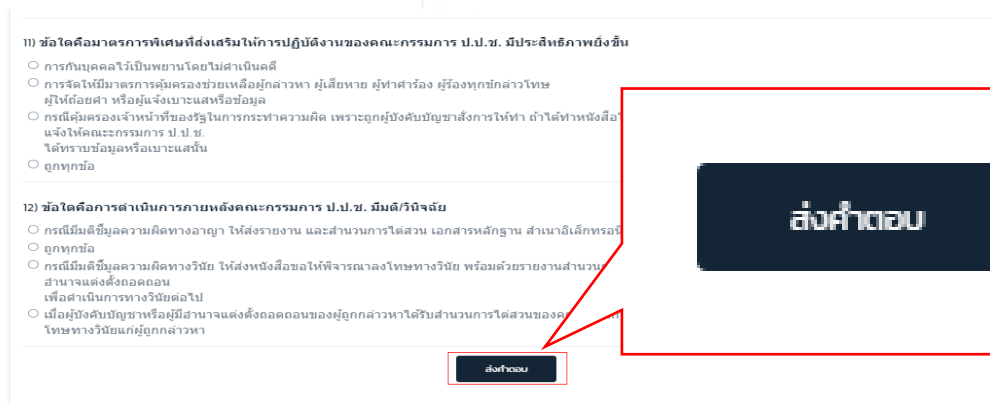 11) ข้อใดคือมาตรการพิเศษที่ส่งเสริมให้การปฏิบัติงานของคณะกรรมการ ป.ป.ช. มีประสิทธิภาพยิ่งขึ้น
การกันบุคคลไว้เป็นพยานโดยไม่ดำเนินคดี
การจัดให้มีมาตรการคุ้มครองช่วยเหลือผู้กล่าวหา ผู้เสียหาย ผู้ทำคำร้อง ผู้ร้องทุกข์กล่าวโทษ
ผู้ให้ถ้อยคำ หรือผู้แจ้งเบาะแสหรือข้อมูล
กรณีคุ้มครองเจ้าหน้าที่ของรัฐในการกระทำความผิด เพราะถูกผู้บังคับบัญชาสั่งการให้ทำ ถ้าได้ทำหนังสือ
แจ้งให้คณะะกรรมการ ป.ป.ช.
ได้ทราบข้อมูลหรือเบาะแสนั้น
ถูกทุกข้อ
12) ข้อใดคือการดำเนินการภายหลังคณะกรรมการ ป.ป.ช. มีมติ/วินิจฉัย
กรณีมีมติชี้มูลความผิดทางอาญา ให้ส่งรายงาน และสำนวนการไต่สวน เอกสารหลักฐาน สำเนาอิเล็กทรอนิ
ถูกทุกข้อ
กรณีมีมติชี้มูลความผิดทางวินัย ให้ส่งหนังสือขอให้พิจารณาลงโทษทางวินัย พร้อมด้วยรายงานสำนวน
อำนาจแต่งตั้งถอดถอน
เพื่อดำเนินการทางวินัยต่อไป
เมื่อผู้บังคับบัญชาหรือผู้มีอำนาจแต่งตั้งถอดถอนของผู้ถูกกล่าวหาได้รับสำนวนการไต่สวนของ
โทษทางวินัยแก่ผู้ถูกกล่าวหา
ส่งคำตอบ
ส่งคำตอบ